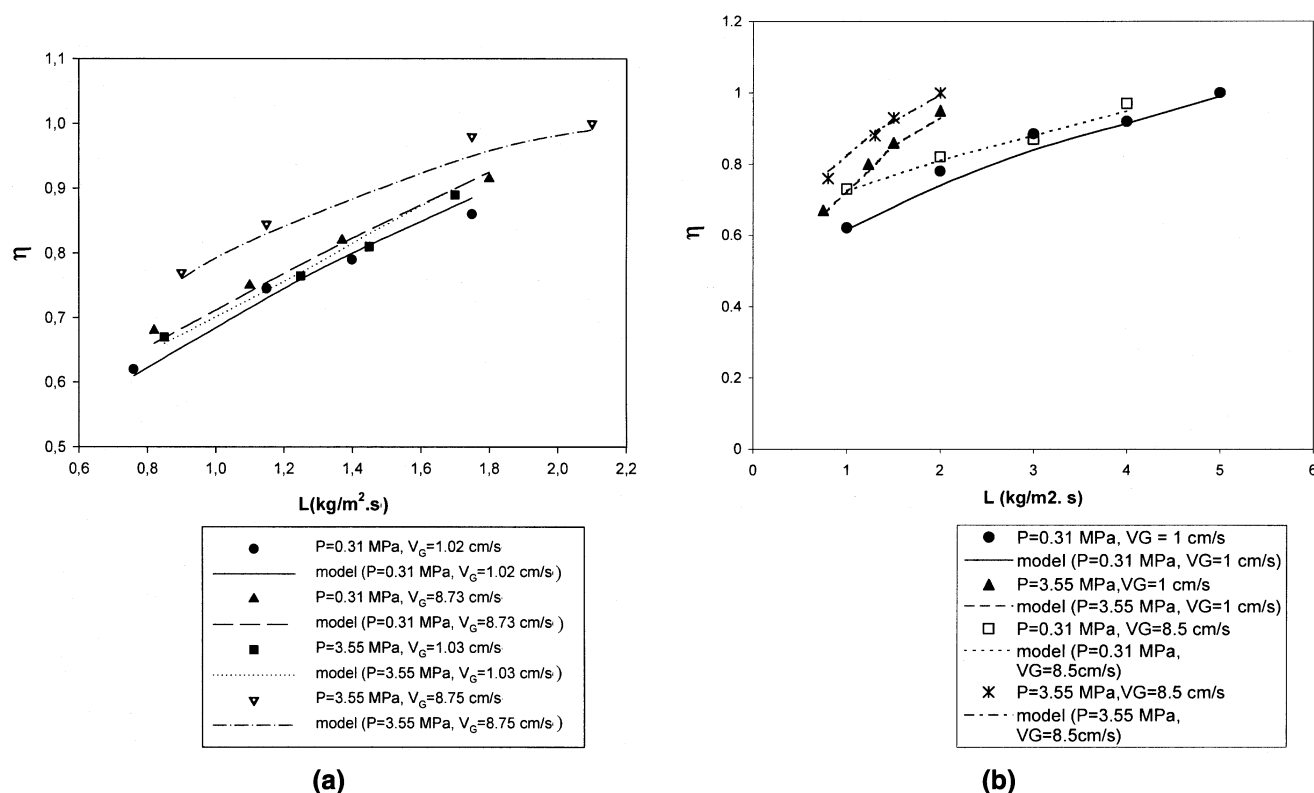 1,1
1,0
0,9
0,8
0,7
0,6
0,5
η
0,6 0,8 1,0 1,2 1,4 1,6 1,8 2,0 2,2
L(kg/m².s)
P=0.31 MPa, V_G=1.02 cm/s
model (P=0.31 MPa, V_G=1.02 cm/s)
P=0.31 MPa, V_G=8.73 cm/s
model (P=0.31 MPa, V_G=8.73 cm/s)
P=3.55 MPa, V_G=1.03 cm/s
model (P=3.55 MPa, V_G=1.03 cm/s)
P=3.55 MPa, V_G=8.75 cm/s
model (P=3.55 MPa, V_G=8.75 cm/s)
(a)
1.2
1
0.8
0.6
0.4
0.2
0
η
0 1 2 3 4 5 6
L (kg/m2. s)
P=0.31 MPa, VG = 1 cm/s
model (P=0.31 MPa, VG=1 cm/s)
P=3.55 MPa,VG=1 cm/s
model (P=3.55 MPa, VG=1 cm/s)
P=0.31 MPa, VG=8.5 cm/s
model (P=0.31 MPa,
VG=8.5cm/s)
P=3.55 MPa,VG=8.5 cm/s
model (P=3.55 MPa,
VG=8.5cm/s)
(b)